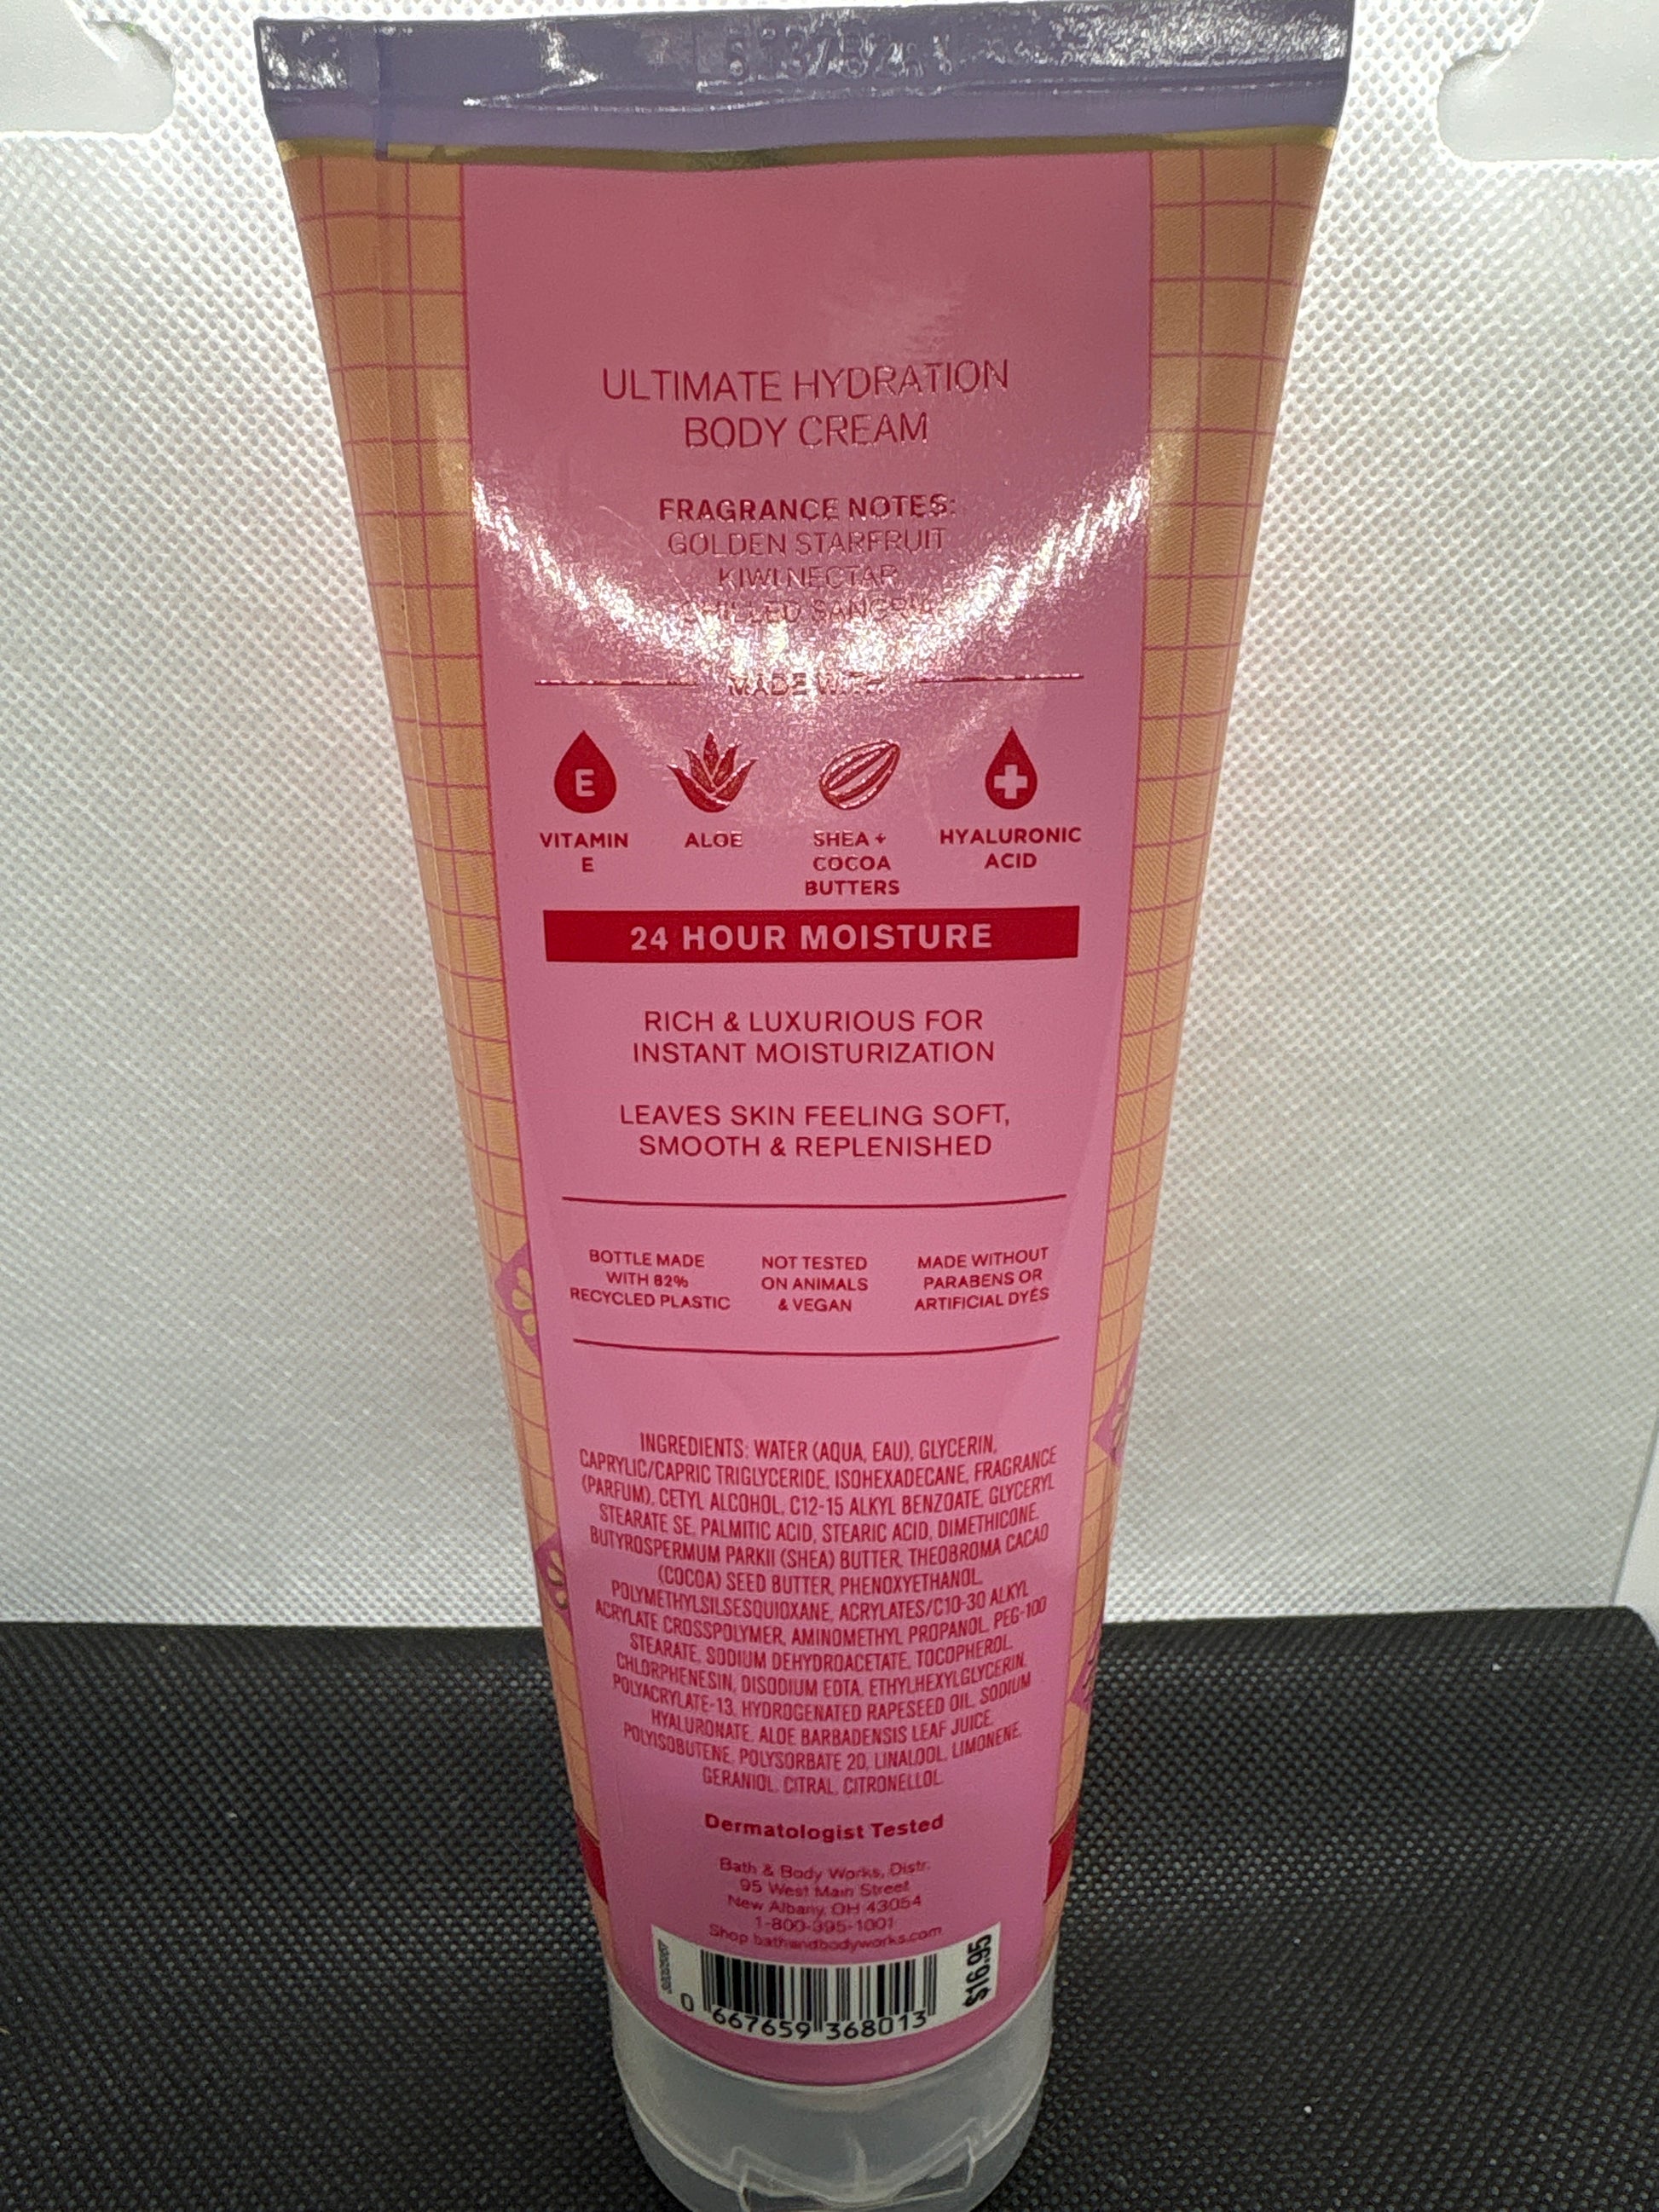 ULTIMATE HYDRATION
BODY CREAM
FRAGRANCE NOTES:
GOLDEN STARFRUIT
KIWI NECTAR
CHILLED SANGRIA
MADE WITH
E
VITAMIN
E
ALOE
SHEA +
COCOA
BUTTERS
HYALURONIC
ACID
24 HOUR MOISTURE
RICH & LUXURIOUS FOR
INSTANT MOISTURIZATION
LEAVES SKIN FEELING SOFT,
SMOOTH & REPLENISHED
BOTTLE MADE
WITH 82%
RECYCLED PLASTIC
NOT TESTED
ON ANIMALS
& VEGAN
MADE WITHOUT
PARABENS OR
ARTIFICIAL DYES
INGREDIENTS: WATER (AQUA, EAU), GLYCERIN,
CAPRYLIC/CAPRIC TRIGLYCERIDE, ISOHEXADECANE, FRAGRANCE
(PARFUM), CETYL ALCOHOL, C12-15 ALKYL BENZOATE, GLYCERYL
STEARATE SE, PALMITIC ACID, STEARIC ACID, DIMETHICONE,
BUTYROSPERMUM PARKII (SHEA) BUTTER, THEOBROMA CACAO
(COCOA) SEED BUTTER, PHENOXYETHANOL,
POLYMETHYLSILSESQUIOXANE, ACRYLATES/C10-30 ALKYL
ACRYLATE CROSSPOLYMER, AMINOMETHYL PROPANOL, PEG-100
STEARATE, SODIUM DEHYDROACETATE, TOCOPHEROL,
CHLORPHENESIN, DISODIUM EDTA, ETHYLHEXYLGLYCERIN,
POLYACRYLATE-13, HYDROGENATED RAPESEED OIL, SODIUM
HYALURONATE, ALOE BARBADENSIS LEAF JUICE,
POLYISOBUTENE, POLYSORBATE 20, LINALOOL, LIMONENE,
GERANIOL, CITRAL, CITRONELLOL.
Dermatologist Tested
Bath & Body Works, Distr.
95 West Main Street
New Albany, OH 43054
1-800-395-1001
Shop bathandbodyworks.com
$16.95
0 667659 368013